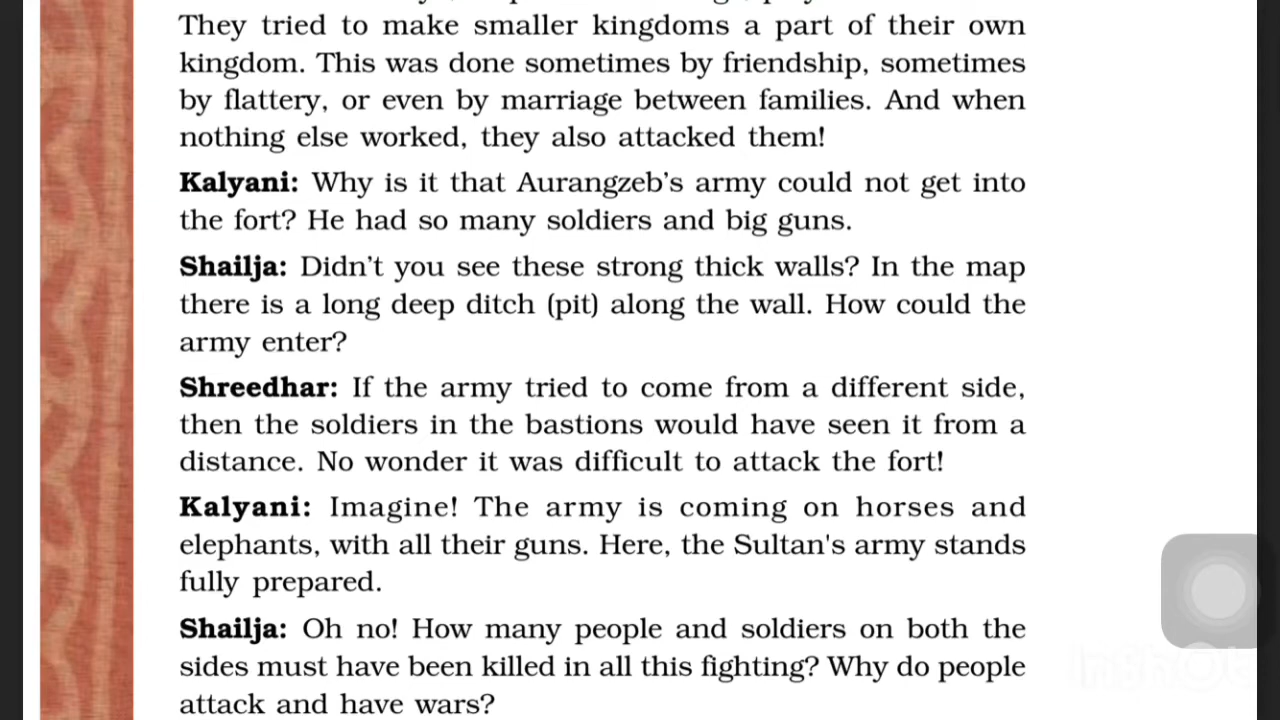 They tried to make smaller kingdoms a part of their own
kingdom. This was done sometimes by friendship, sometimes
by flattery, or even by marriage between families. And when
nothing else worked, they also attacked them!
Kalyani: Why is it that Aurangzeb's army could not get into
the fort? He had so many soldiers and big guns.
Shailja: Didn't you see these strong thick walls? In the map
there is a long deep ditch (pit) along the wall. How could the
army enter?
Shreedhar: If the army tried to come from a different side,
then the soldiers in the bastions would have seen it from a
distance. No wonder it was difficult to attack the fort!
Kalyani: Imagine! The army is coming on horses and
elephants, with all their guns. Here, the Sultan's army stands
fully prepared.
Shailja: Oh no! How many people and soldiers on both the
sides must have been killed in all this fighting? Why do people
attack and have wars?
InShOt